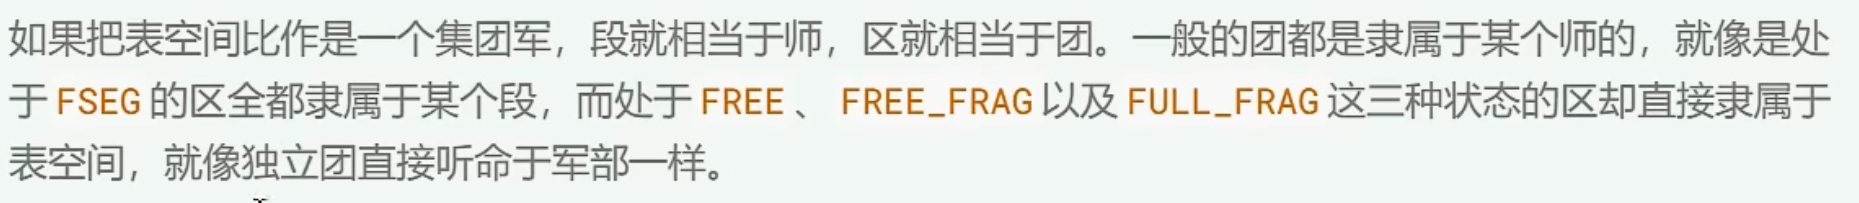 如果把表空间比作是一个集团军，段就相当于师，区就相当于团。一般的团都是隶属于某个师的，就像是处
于 FSEG 的区全都隶属于某个段，而处于 FREE 、 FREE_FRAG 以及 FULL_FRAG 这三种状态的区却直接隶属于
表空间，就像独立团直接听命于军部一样。